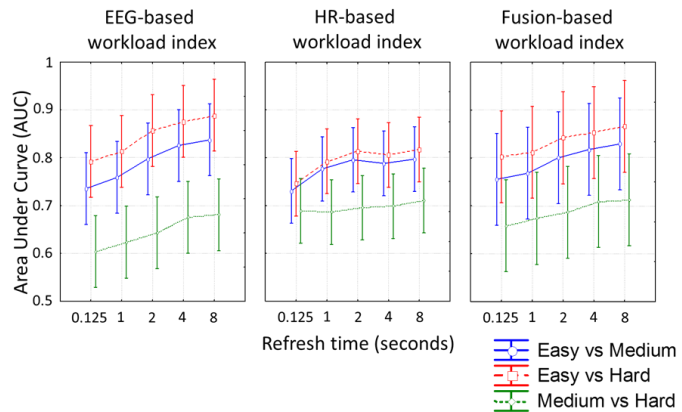 EEG-based
workload index
HR-based
workload index
Fusion-based
workload index
Area Under Curve (AUC)
1
0.9
0.8
0.7
0.6
0.5
0.125 1 2 4 8
0.125 1 2 4 8
0.125 1 2 4 8
Refresh time (seconds)
Easy vs Medium
Easy vs Hard
Medium vs Hard